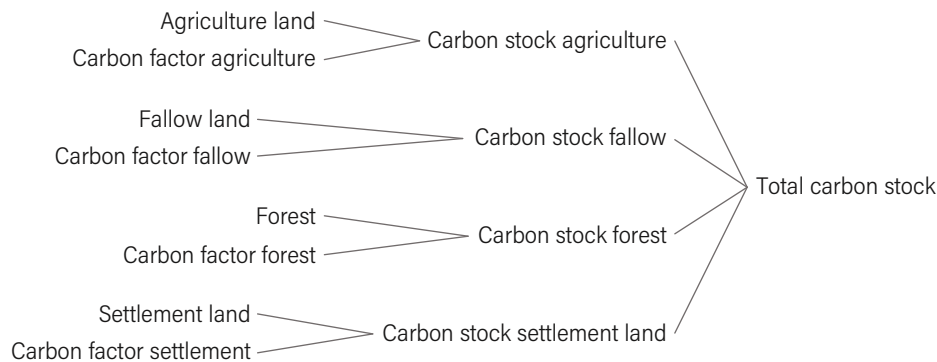 Agriculture land
Carbon factor agriculture
Carbon stock agriculture
Fallow land
Carbon factor fallow
Carbon stock fallow
Total carbon stock
Forest
Carbon factor forest
Carbon stock forest
Settlement land
Carbon factor settlement
Carbon stock settlement land